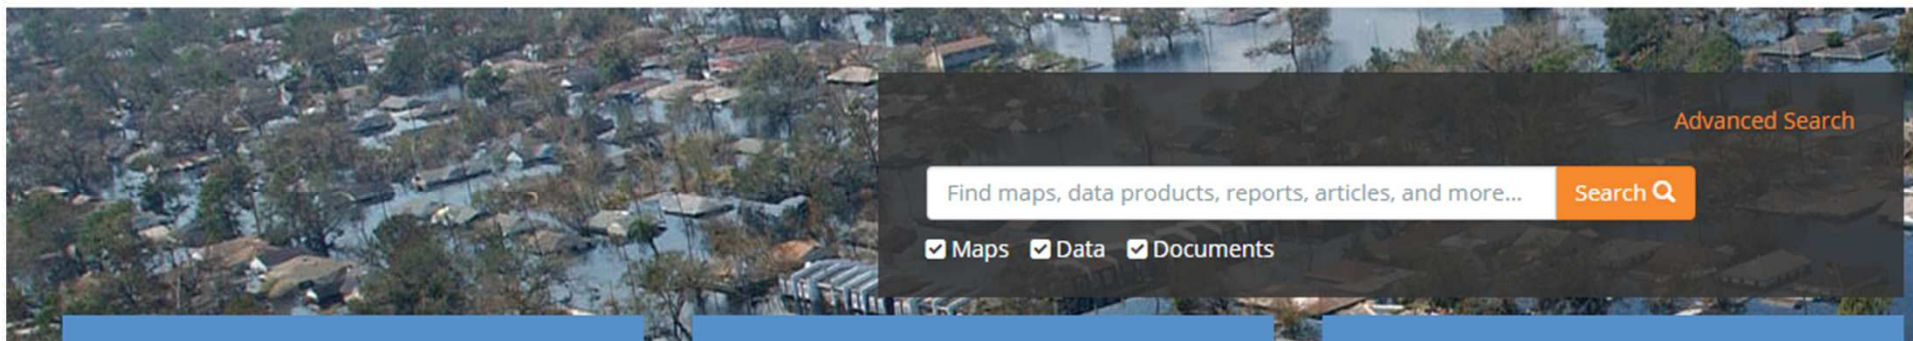 Advanced Search
Find maps, data products, reports, articles, and more...
Search
Maps Data Documents